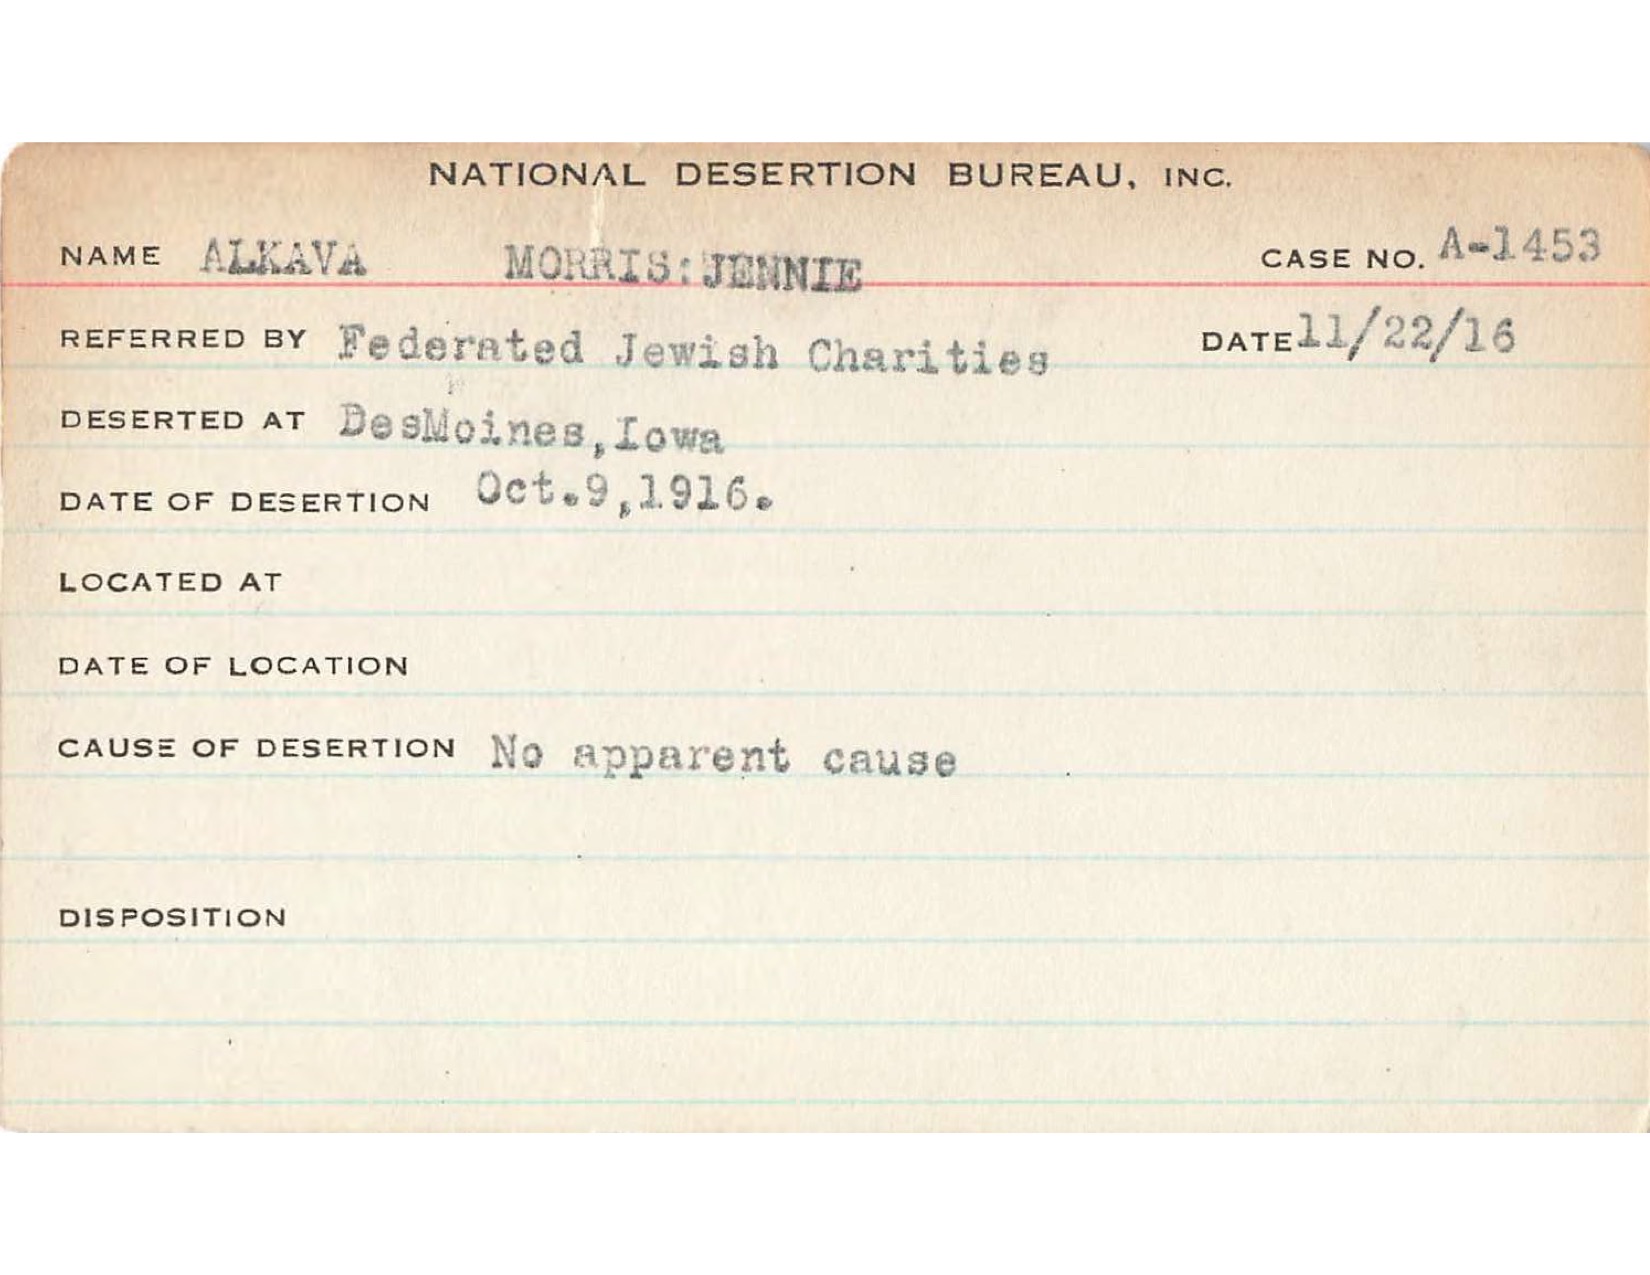 NATIONAL DESERTION BUREAU, INC.
NAME ALKAVA MORRIS:JENNIE CASE NO. A-1453
REFERRED BY Federated Jewish Charities DATE 11/22/16
DESERTED AT DesMoines,Iowa
DATE OF DESERTION Oct.9,1916.
LOCATED AT
DATE OF LOCATION
CAUSE OF DESERTION No apparent cause
DISPOSITION